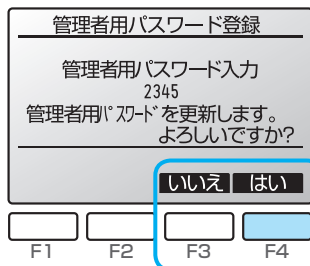 管理者用パスワード登録
管理者用パスワード入力
2345
管理者用ﾊﾟｽﾜｰﾄﾞを更新します。
よろしいですか?
いいえ はい
F1 F2 F3 F4